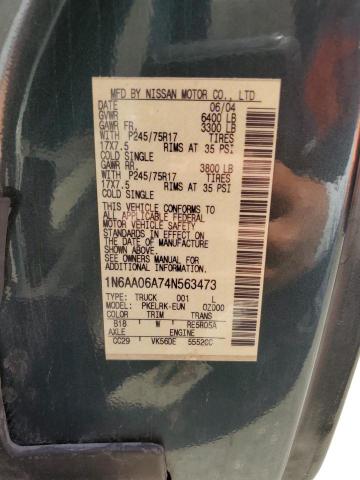 MFD BY NISSAN MOTOR CO., LTD
DATE 06/04
GVWR 6400 LB
GAWR FR. 3300 LB
WITH P245/75R17 TIRES
17X7.5 RIMS AT 35 PSI
COLD SINGLE
GAWR RR. 3800 LB
WITH P245/75R17 TIRES
17X7.5 RIMS AT 35 PSI
COLD SINGLE
THIS VEHICLE CONFORMS TO
ALL APPLICABLE FEDERAL
MOTOR VEHICLE SAFETY
STANDARDS IN EFFECT ON
THE DATE OF MANUFACTURE
SHOWN ABOVE.
SEE OWNERS MANUAL FOR
ADDITIONAL INFORMATION.
1N6AA06A74N563473
TYPE: TRUCK 001 L
MODEL: PKELRK-EUN 0Z000
COLOR TRIM TRANS
B18 W RE5R05A
AXLE ENGINE
CC29 VK56DE 5552CC